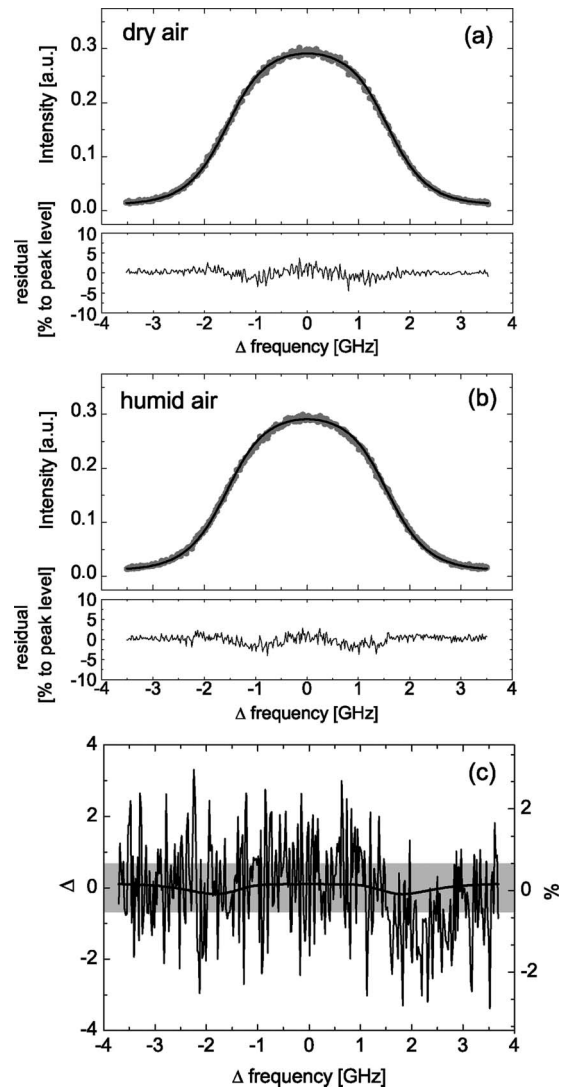 dry air
(a)
Intensity [a.u.]
0.3
0.2
0.1
0.0
residual
[% to peak level]
10
5
0
-5
-10
-4 -3 -2 -1 0 1 2 3 4
Δ frequency [GHz]
humid air
(b)
Intensity [a.u.]
0.3
0.2
0.1
0.0
residual
[% to peak level]
10
5
0
-5
-10
-4 -3 -2 -1 0 1 2 3 4
Δ frequency [GHz]
(c)
Δ
4
2
0
-2
-4
2
0
-2
%
-4 -3 -2 -1 0 1 2 3 4
Δ frequency [GHz]